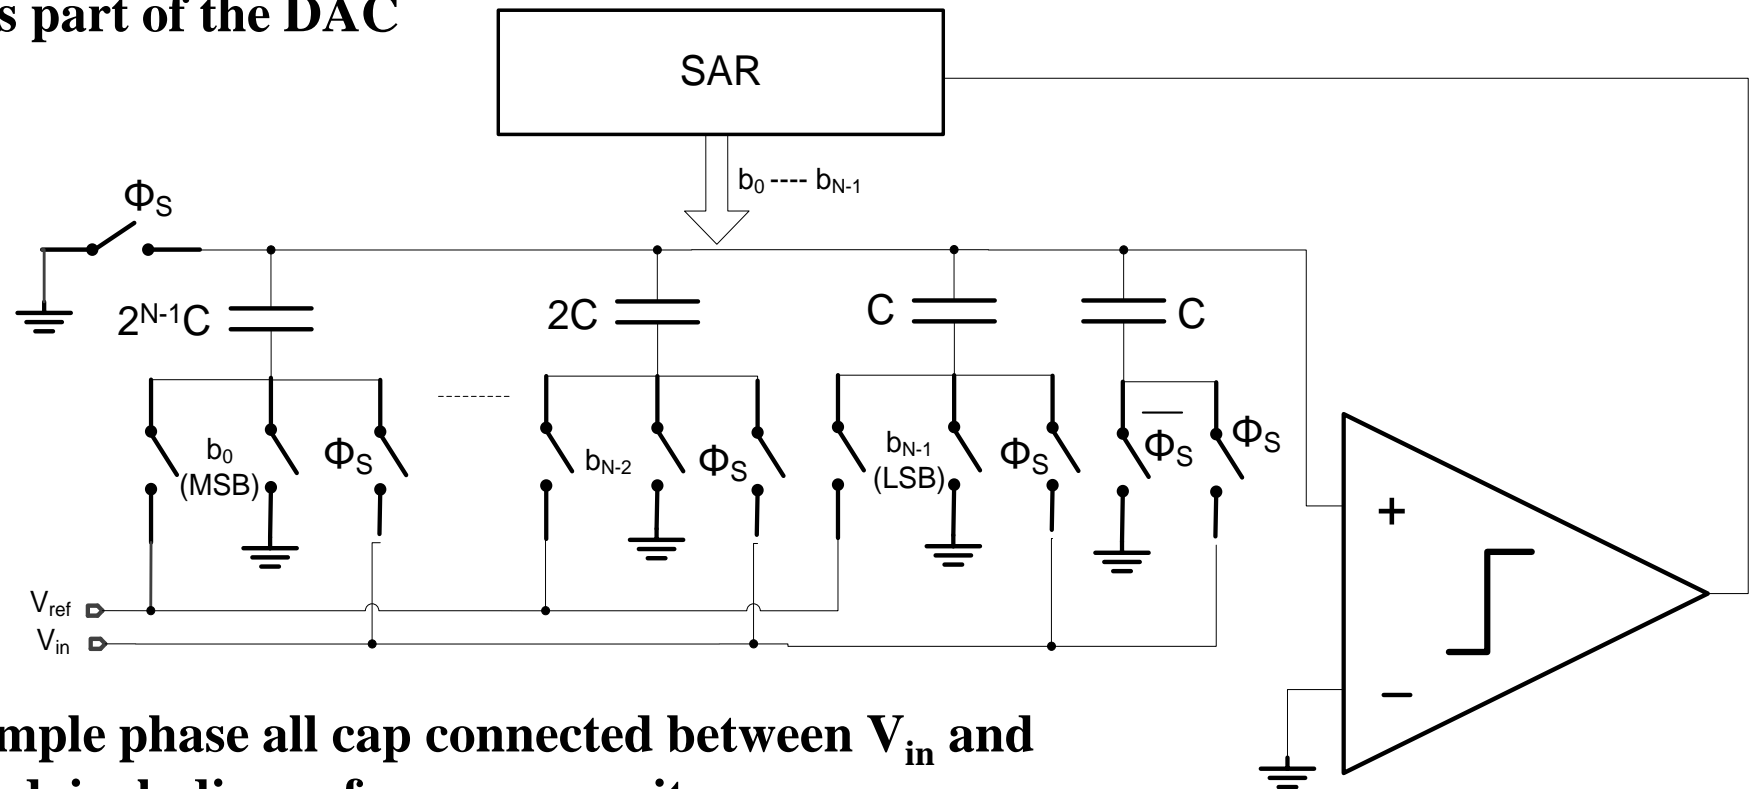 s part of the DAC
SAR
b0 ---- bN-1
ΦS
2N-1C
2C
C
C
b0
(MSB)
ΦS
bN-2
ΦS
bN-1
(LSB)
ΦS
ΦS
ΦS
+
Vref
Vin
−
mple phase all cap connected between Vin and